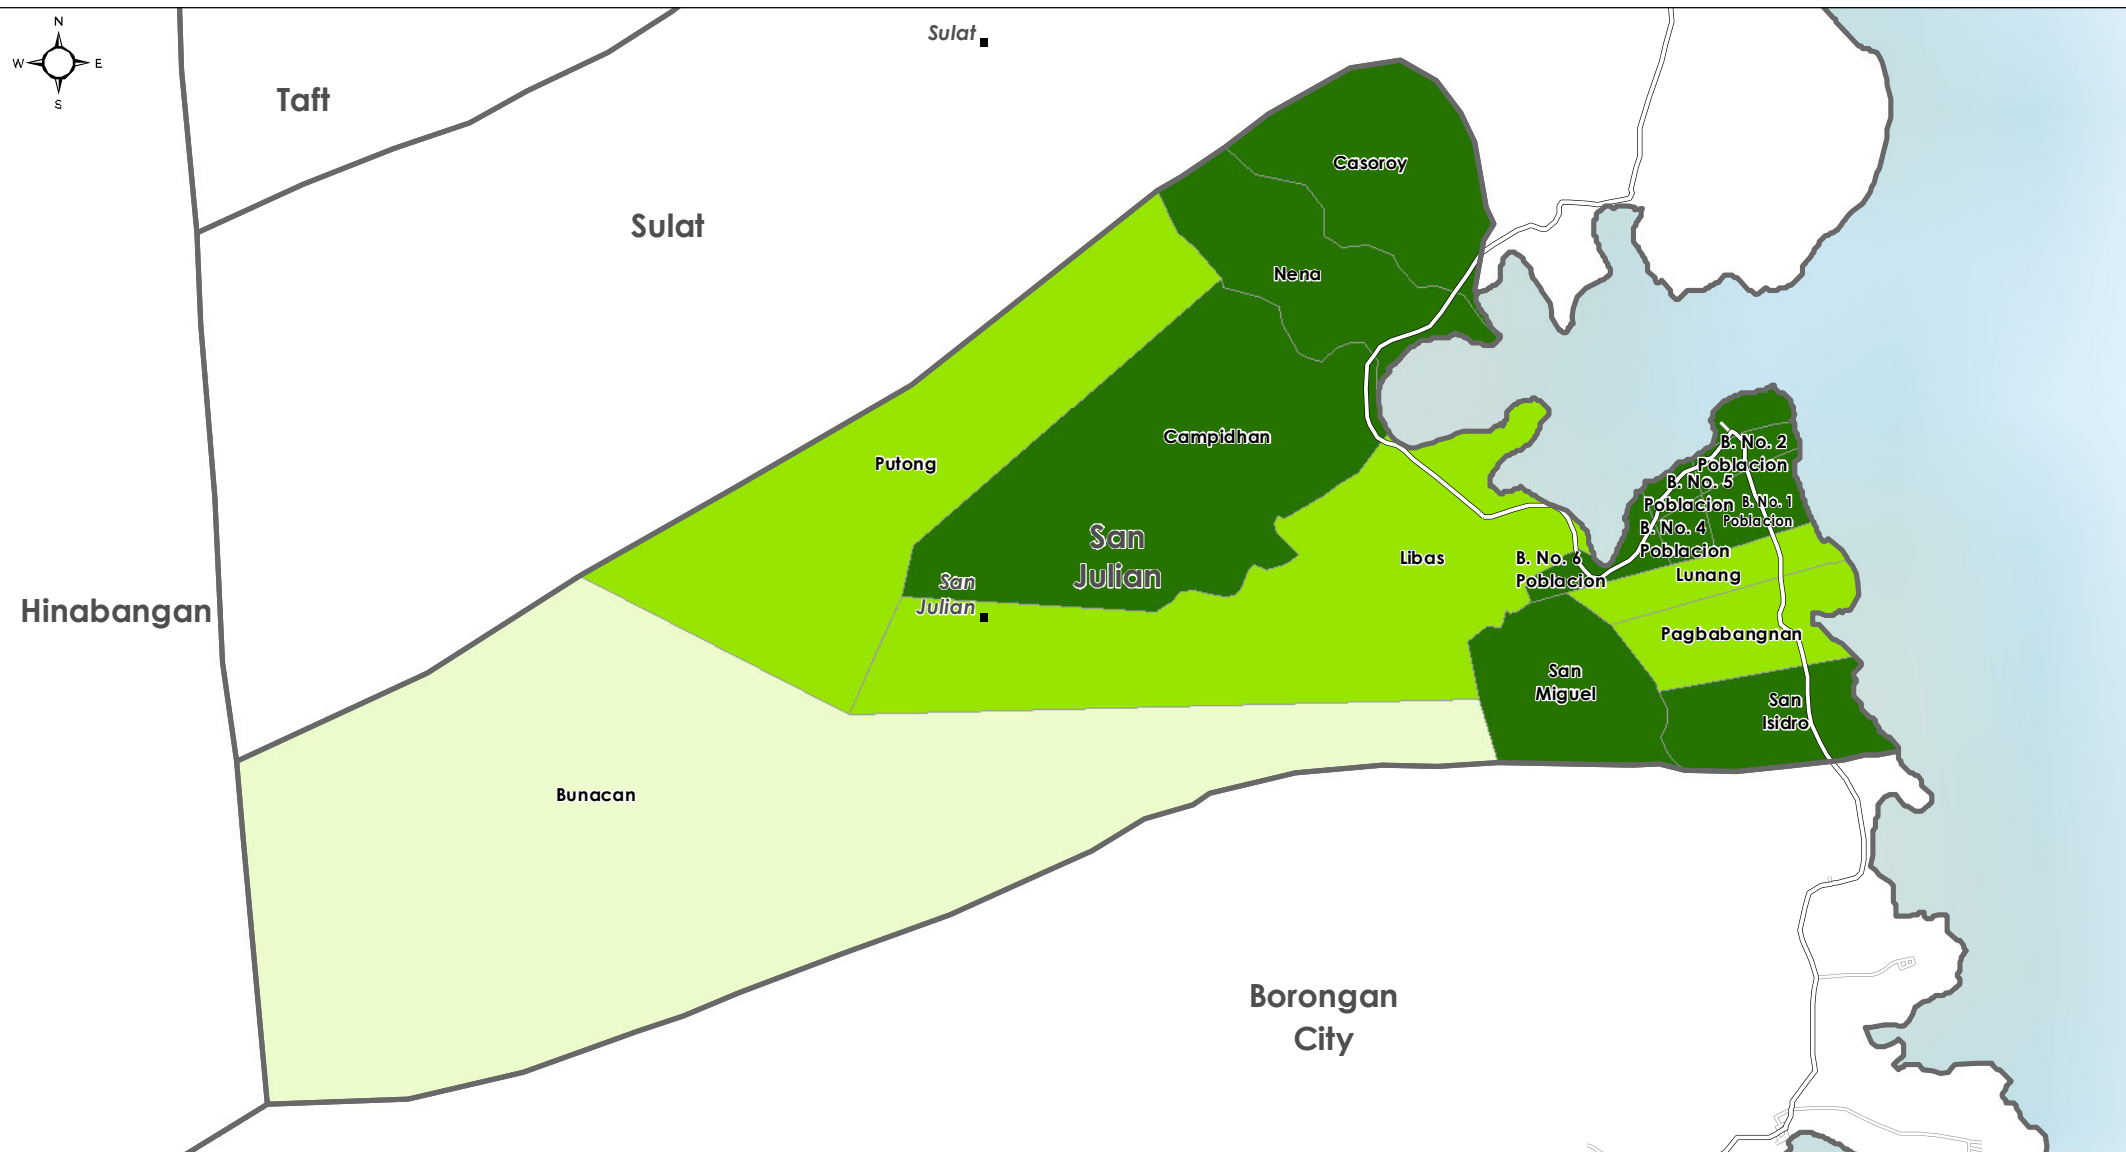 N
W E
S
Sulat
Taft
Casoroy
Sulat
Nena
Campidhan
Putong
B. No. 2
Poblacion
B. No. 5
Poblacion
B. No. 1
Poblacion
B. No. 4
Poblacion
San
Julian
Libas
B. No. 6
Poblacion
Lunang
San
Julian
Hinabangan
Pagbabangnan
San
Miguel
San
Isidro
Bunacan
Borongan
City